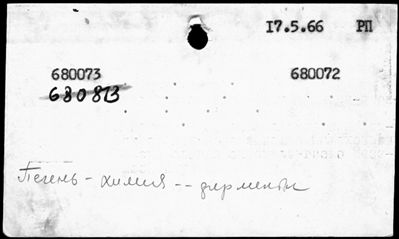 17.5.66 РП
680073 680072
680813
Печень - химия -- ферменты